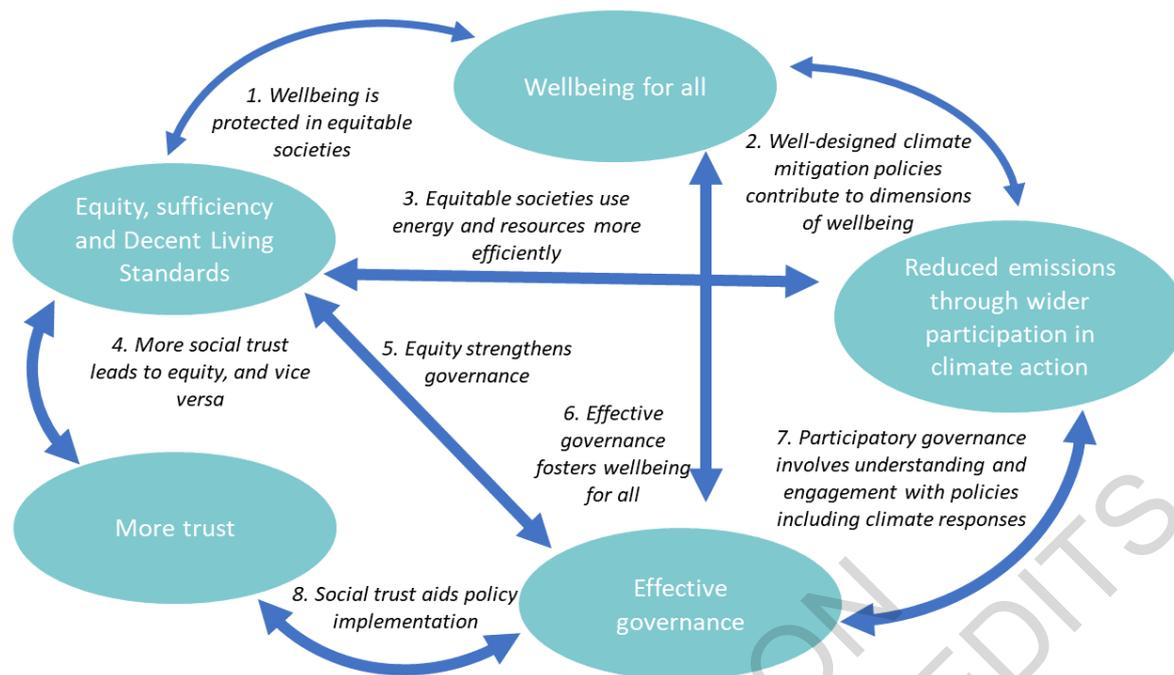 Wellbeing for all
1. Wellbeing is
protected in equitable
societies
2. Well-designed climate
mitigation policies
contribute to dimensions
of wellbeing
Equity, sufficiency
and Decent Living
Standards
3. Equitable societies use
energy and resources more
efficiently
Reduced emissions
through wider
participation in
climate action
4. More social trust
leads to equity, and vice
versa
5. Equity strengthens
governance
6. Effective
governance
fosters wellbeing
for all
7. Participatory governance
involves understanding and
engagement with policies
including climate responses
More trust
Effective
governance
8. Social trust aids policy
implementation
ON
EDITS